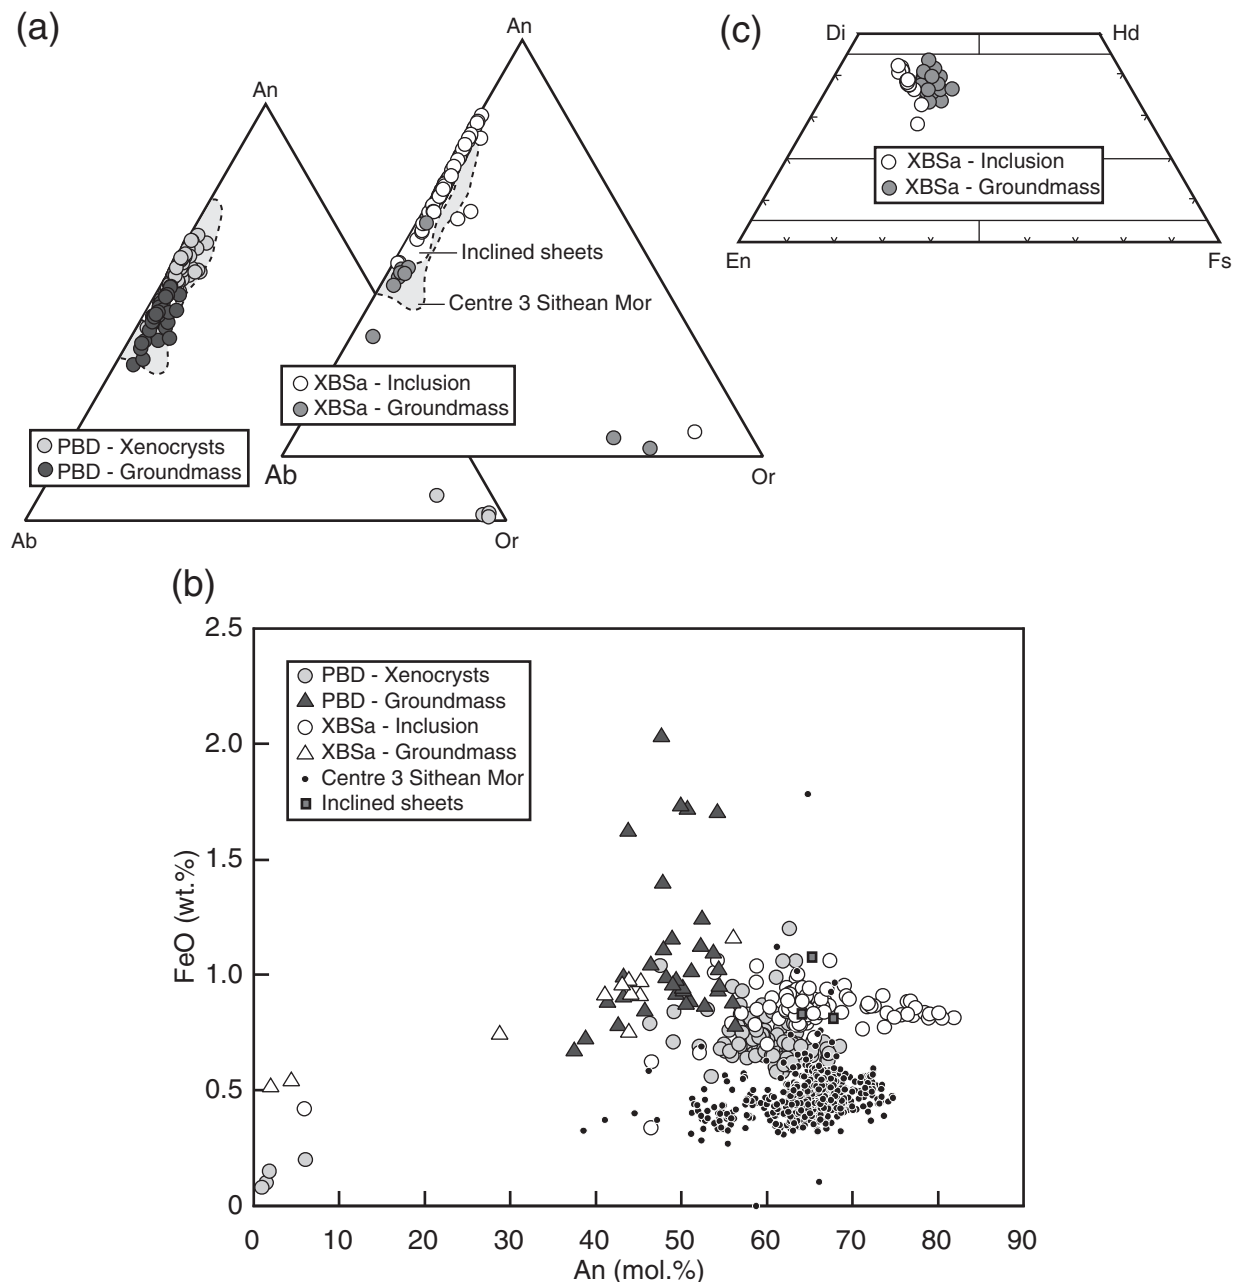 (a)
An
An
Inclined sheets
Centre 3 Sithean Mor
XBSa - Inclusion
XBSa - Groundmass
PBD - Xenocrysts
PBD - Groundmass
Ab
Or
Ab
Or
(c)
Di
Hd
XBSa - Inclusion
XBSa - Groundmass
En
Fs
(b)
2.5
2.0
1.5
1.0
0.5
0
FeO (wt.%)
PBD - Xenocrysts
PBD - Groundmass
XBSa - Inclusion
XBSa - Groundmass
Centre 3 Sithean Mor
Inclined sheets
0 10 20 30 40 50 60 70 80 90
An (mol.%)